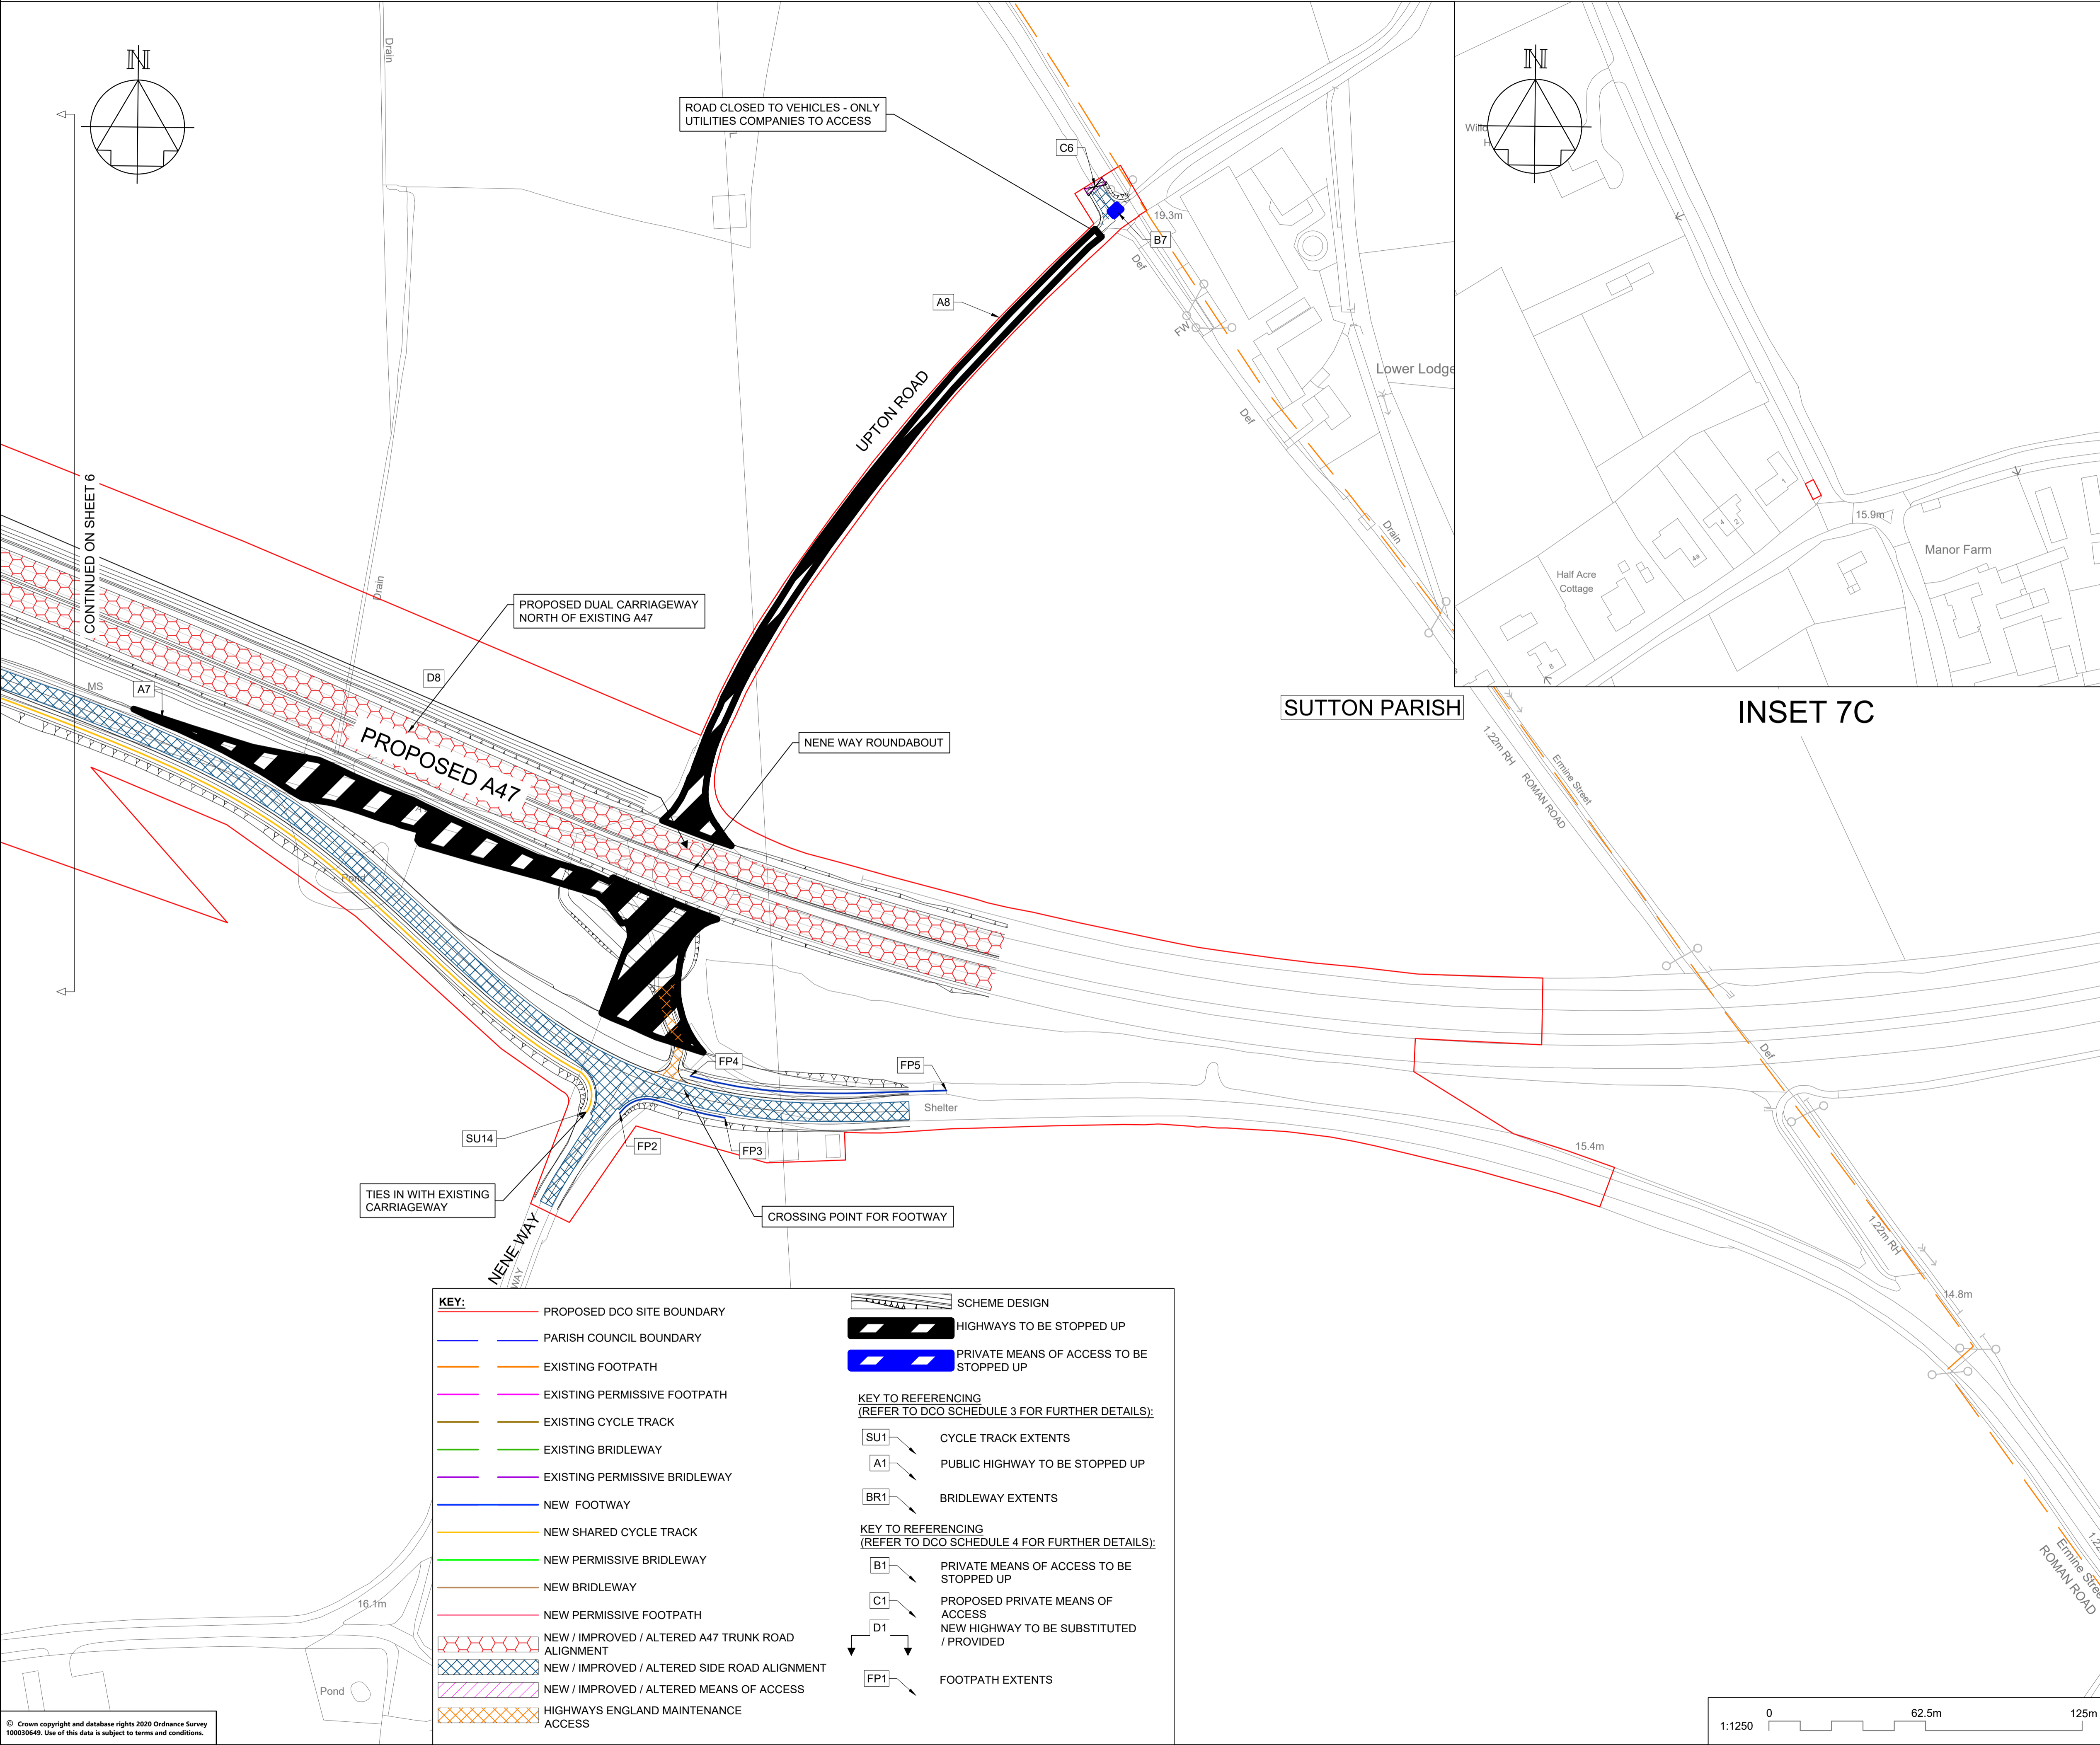 N
Drain
ROAD CLOSED TO VEHICLES - ONLY
UTILITIES COMPANIES TO ACCESS
C6
19.3m
B7
Def
A8
FW
UPTON ROAD
Lower Lodge
Def
Drain
CONTINUED ON SHEET 6
Drain
PROPOSED DUAL CARRIAGEWAY
NORTH OF EXISTING A47
D8
MS
A7
PROPOSED A47
NENE WAY ROUNDABOUT
Pond
SUTTON PARISH
N
1
15.9m
4
2
4a
Manor Farm
Half Acre
Cottage
8
INSET 7C
1.22m RH
ROMAN ROAD
Ermine Street
Def
FP4
FP5
Shelter
SU14
FP2
FP3
15.4m
TIES IN WITH EXISTING
CARRIAGEWAY
CROSSING POINT FOR FOOTWAY
NENE WAY
WAY
1.22m RH
14.8m
ROMAN ROAD
16.1m
Pond
KEY:
PROPOSED DCO SITE BOUNDARY
PARISH COUNCIL BOUNDARY
EXISTING FOOTPATH
EXISTING PERMISSIVE FOOTPATH
EXISTING CYCLE TRACK
EXISTING BRIDLEWAY
EXISTING PERMISSIVE BRIDLEWAY
NEW FOOTWAY
NEW SHARED CYCLE TRACK
NEW PERMISSIVE BRIDLEWAY
NEW BRIDLEWAY
NEW PERMISSIVE FOOTPATH
NEW / IMPROVED / ALTERED A47 TRUNK ROAD
ALIGNMENT
NEW / IMPROVED / ALTERED SIDE ROAD ALIGNMENT
NEW / IMPROVED / ALTERED MEANS OF ACCESS
HIGHWAYS ENGLAND MAINTENANCE
ACCESS
SCHEME DESIGN
HIGHWAYS TO BE STOPPED UP
PRIVATE MEANS OF ACCESS TO BE
STOPPED UP
KEY TO REFERENCING
(REFER TO DCO SCHEDULE 3 FOR FURTHER DETAILS):
SU1 CYCLE TRACK EXTENTS
A1 PUBLIC HIGHWAY TO BE STOPPED UP
BR1 BRIDLEWAY EXTENTS
KEY TO REFERENCING
(REFER TO DCO SCHEDULE 4 FOR FURTHER DETAILS):
B1 PRIVATE MEANS OF ACCESS TO BE
STOPPED UP
C1 PROPOSED PRIVATE MEANS OF
ACCESS
D1 NEW HIGHWAY TO BE SUBSTITUTED
/ PROVIDED
FP1 FOOTPATH EXTENTS
© Crown copyright and database rights 2020 Ordnance Survey
100030649. Use of this data is subject to terms and conditions.
1:1250
0 62.5m 125m